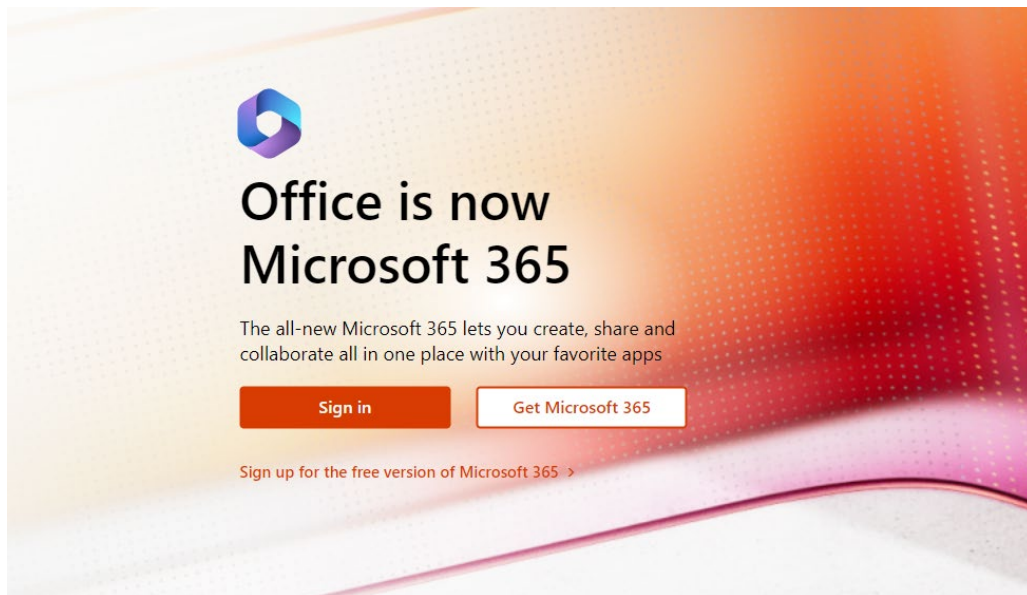 Office is now
Microsoft 365
The all-new Microsoft 365 lets you create, share and
collaborate all in one place with your favorite apps
Sign in
Get Microsoft 365
Sign up for the free version of Microsoft 365 >